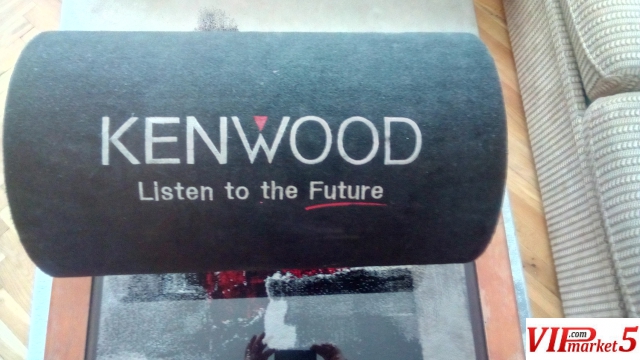 KENWOOD
Listen to the Future
VIPmarket5
.com